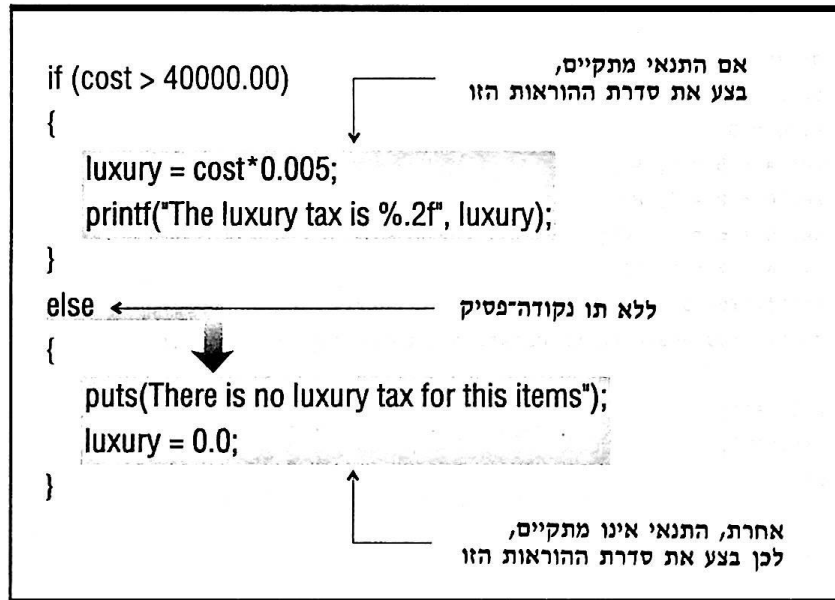 if (cost > 40000.00)
אם התנאי מתקיים,
בצע את סדרת ההוראות הזו
{
luxury = cost*0.005;
printf("The luxury tax is %.2f", luxury);
}
else
ללא תו נקודה-פסיק
{
puts(There is no luxury tax for this items");
luxury = 0.0;
}
אחרת, התנאי אינו מתקיים,
לכן בצע את סדרת ההוראות הזו